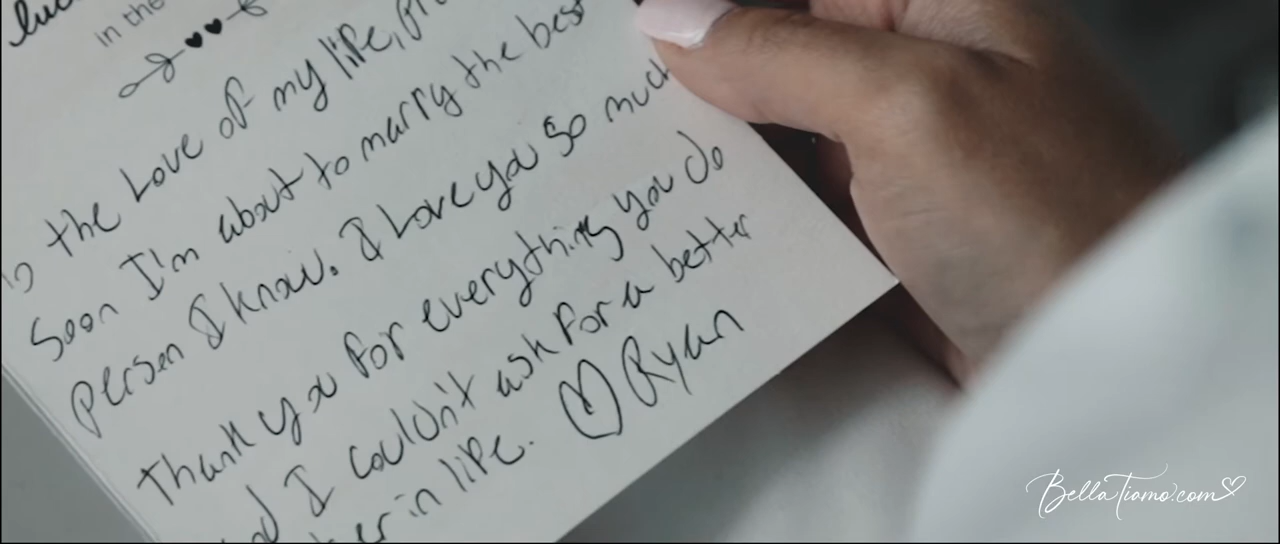 in the
the Love of my life,
Soon I'm about to marry the best
person I know. I Love you so much
Thank you for everything you do
I couldn't ask for a better
in life. ♡ Ryan
BellaTiamo.com♡